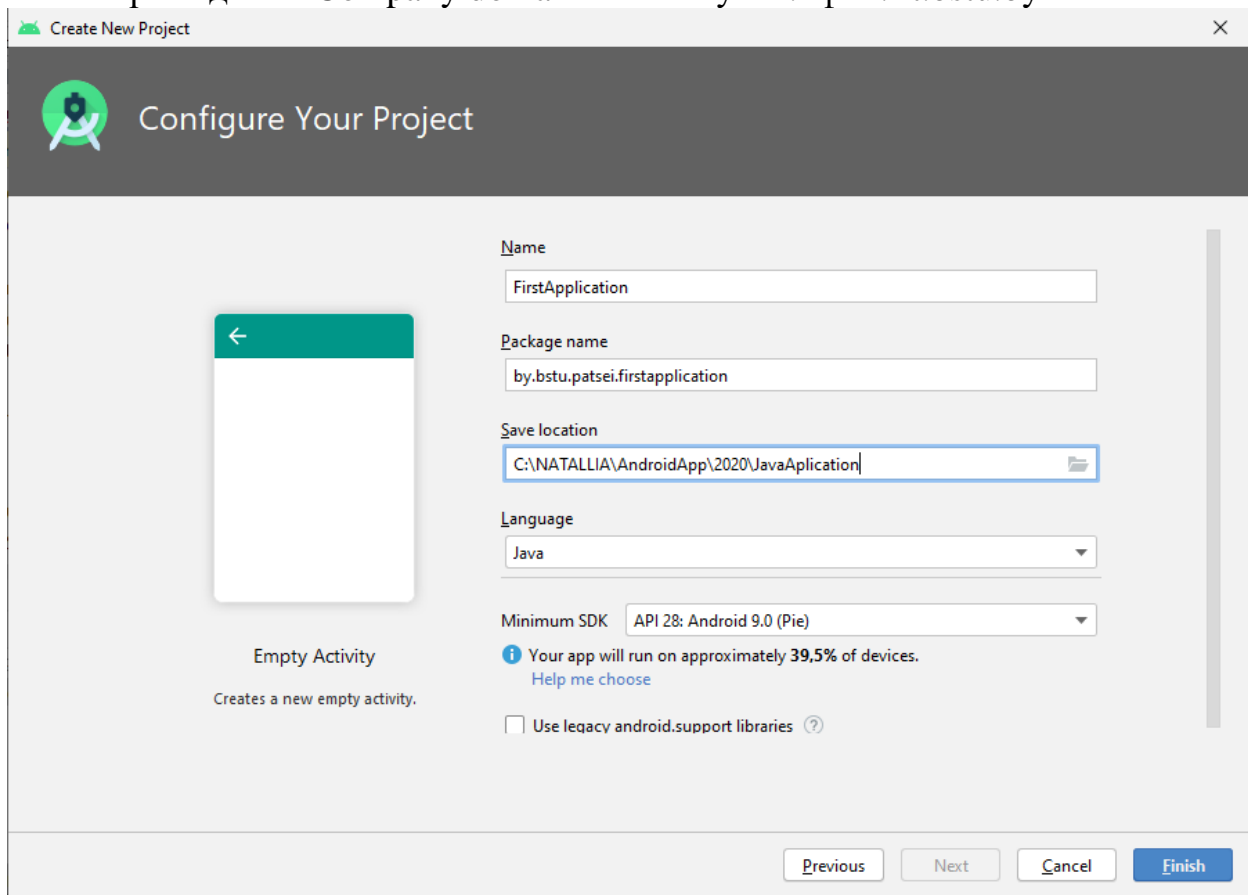 Company
Create New Project
Configure Your Project
Name
FirstApplication
Package name
by.bstu.patsei.firstapplication
Save location
C:\NATALLIA\AndroidApp\2020\JavaAplication
Language
Java
Minimum SDK API 28: Android 9.0 (Pie)
Your app will run on approximately 39,5% of devices.
Help me choose
Use legacy android.support libraries ?
Empty Activity
Creates a new empty activity.
Previous Next Cancel Finish